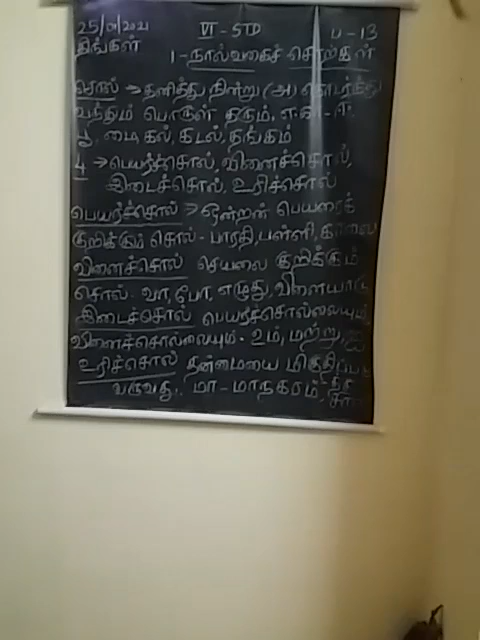 25/01/2021 VI - STD ப - 13
திங்கள்
1 - நால்வகைச் சொற்கள்
சொல் → தனித்து நின்று (அ) தொடர்ந்து
வந்தும் பொருள் தரும். எ.கா - ஈ,
பூ, மை, கல், கடல், தங்கம்
4 → பெயர்ச்சொல், வினைச்சொல்,
இடைச்சொல், உரிச்சொல்
பெயர்ச்சொல் → ஒன்றன் பெயரைக்
குறிக்கும் சொல் - பாரதி, பள்ளி, காலை
வினைச்சொல் செயலை குறிக்கும்
சொல். வா, போ, எழுது, விளையாடு
இடைச்சொல் பெயர்ச்சொல்லையும்,
வினைச்சொல்லையும். உம், மற்று,
உரிச்சொல் தன்மையை
வருவது. மா - மாநகரம்,